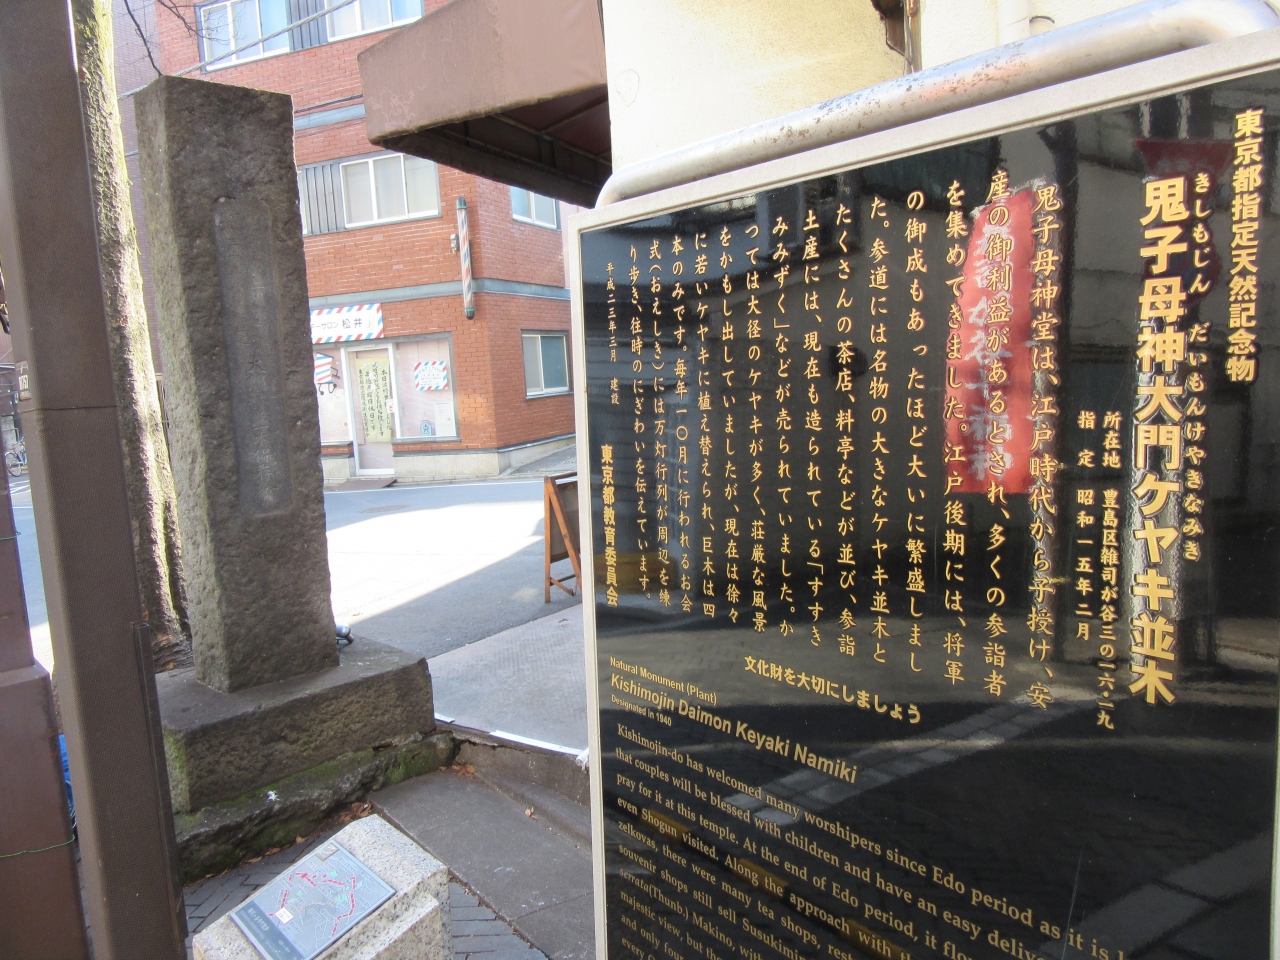 東京都指定天然記念物
きしもじん だいもんけやきなみき
鬼子母神大門ケヤキ並木
所在地 豊島区雑司が谷三の一六・一九
指定 昭和一五年二月
鬼子母神堂は、江戸時代から子授け、安
産の御利益があるとされ、多くの参詣者
を集めてきました。江戸後期には、将軍
の御成もあったほど大いに繁盛しまし
た。参道には名物の大きなケヤキ並木と
たくさんの茶店、料亭などが並び、参詣
土産には、現在も造られている「すすき
みみずく」などが売られていました。か
つては大径のケヤキが多く、荘厳な風景
をかもし出していましたが、現在は徐々
に若いケヤキに植え替えられ、巨木は四
本のみです。毎年一〇月に行われるお会
式（おえしき）には万灯行列が周辺を練
り歩き、往時のにぎわいを伝えています。
平成二三年三月 建設
東京都教育委員会
文化財を大切にしましょう
Natural Monument (Plant)
Kishimojin Daimon Keyaki Namiki
Designated in 1940
Kishimojin-do has welcomed many worshipers since Edo period as it is
that couples will be blessed with children and have an easy
pray for it at this temple. At the end of Edo period, it
even Shogun visited. Along the approach with
zelkovas, there were many tea shops,
souvenir shops still sell
serrata(Thunb.) Makino,
majestic view, but the
and only
every
サロン 松井